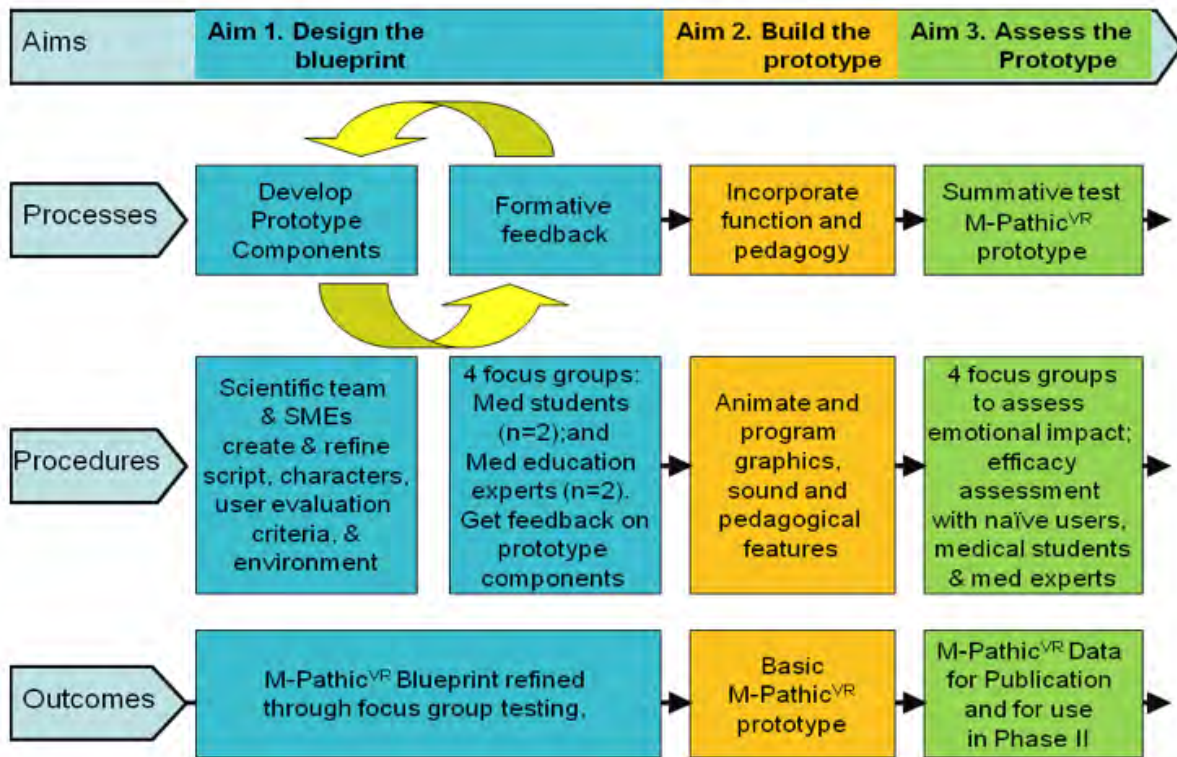 Aims
Aim 1. Design the
blueprint
Aim 2. Build the
prototype
Aim 3. Assess the
Prototype
Processes
Develop
Prototype
Components
Formative
feedback
Incorporate
function and
pedagogy
Summative test
M-Pathicⱽᴿ
prototype
Procedures
Scientific team
& SMEs
create & refine
script, characters,
user evaluation
criteria, &
environment
4 focus groups:
Med students
(n=2);and
Med education
experts (n=2).
Get feedback on
prototype
components
Animate and
program
graphics,
sound and
pedagogical
features
4 focus groups
to assess
emotional impact;
efficacy
assessment
with naïve users,
medical students
& med experts
Outcomes
M-Pathicⱽᴿ Blueprint refined
through focus group testing.
Basic
M-Pathicⱽᴿ
prototype
M-Pathicⱽᴿ Data
for Publication
and for use
in Phase II